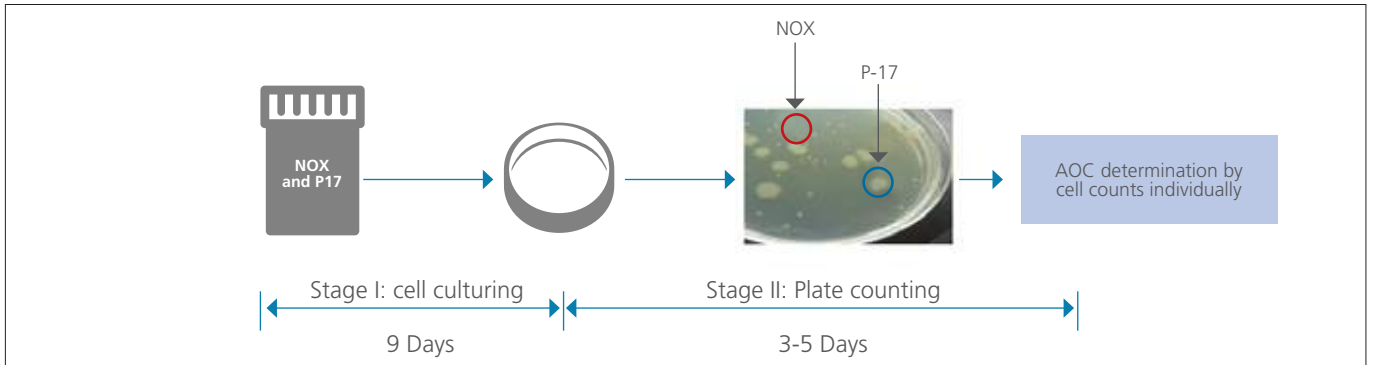 NOX
P-17
NOX
and P17
AOC determination by
cell counts individually
Stage I: cell culturing
Stage II: Plate counting
9 Days
3-5 Days